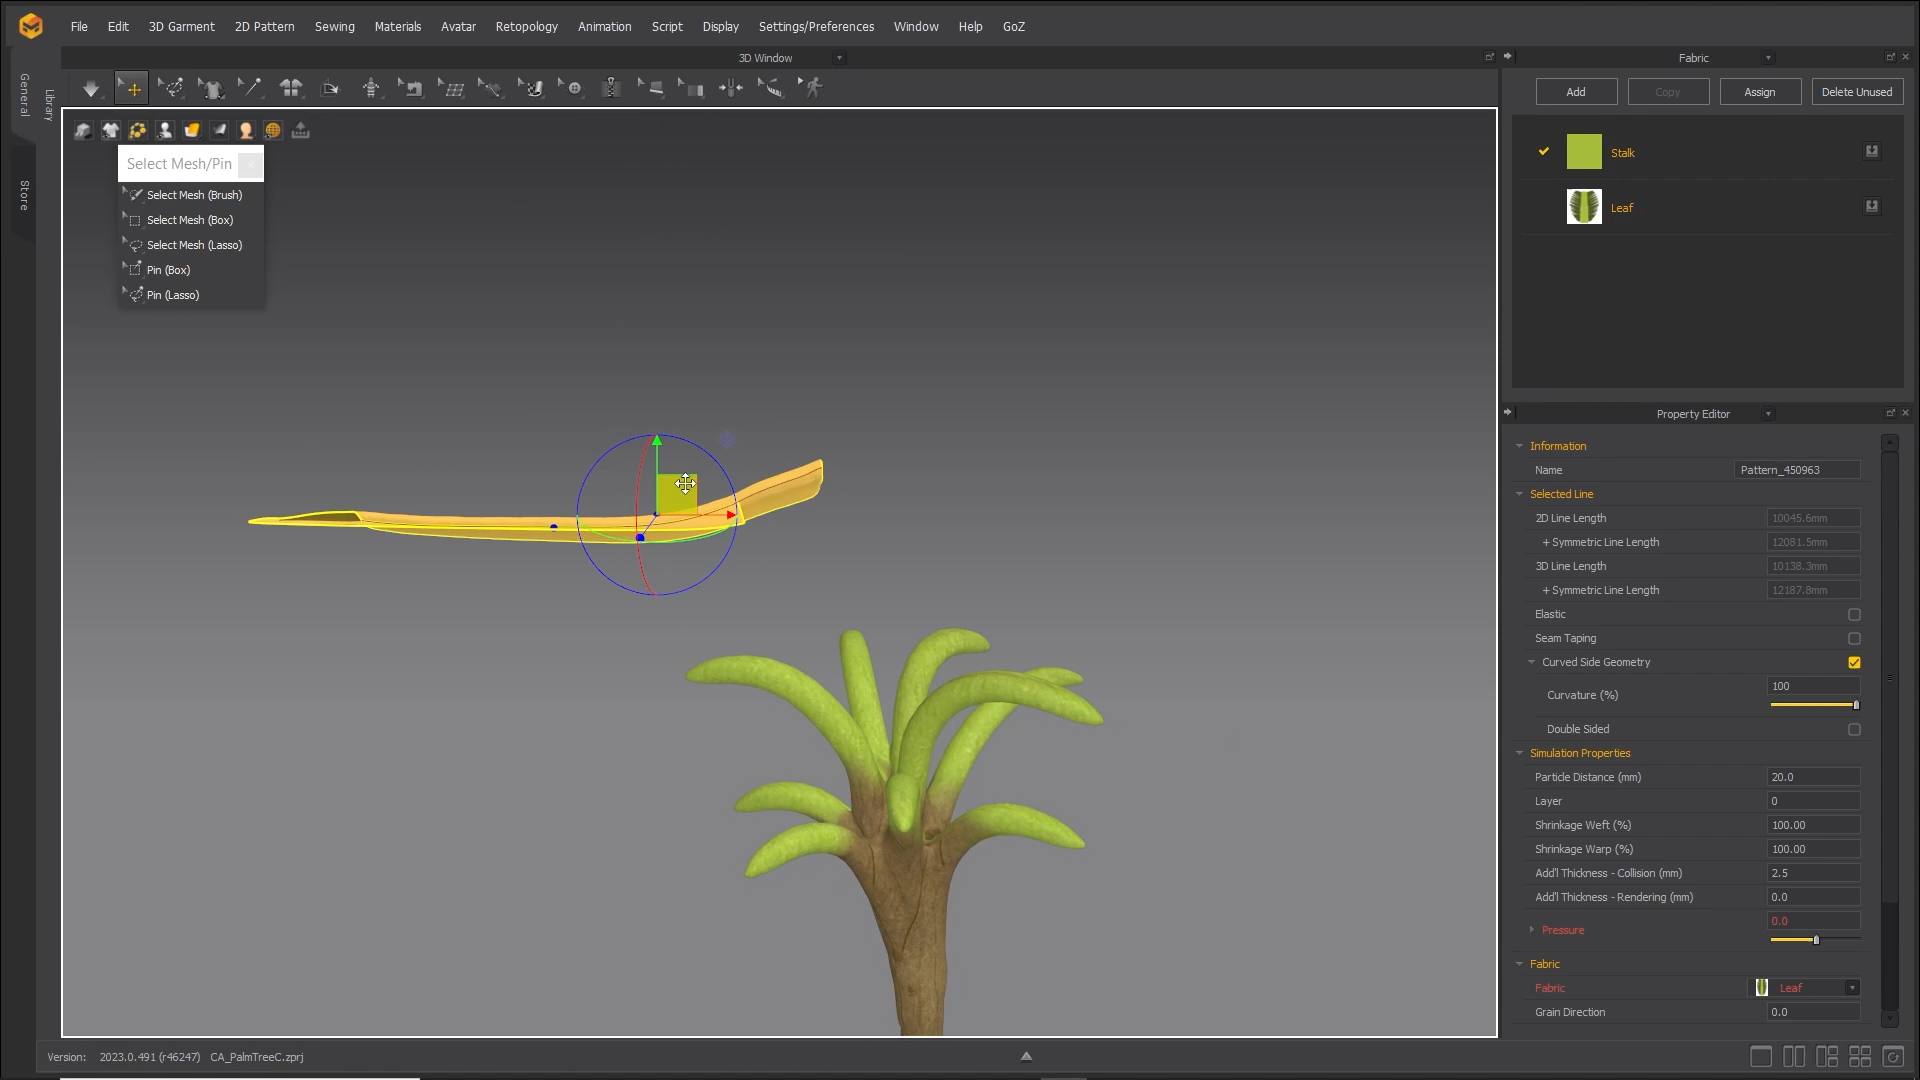 File Edit 3D Garment 2D Pattern Sewing Materials Avatar Retopology Animation Script Display Settings/Preferences Window Help GoZ
3D Window
General
Library
Store
Select Mesh/Pin
Select Mesh (Brush)
Select Mesh (Box)
Select Mesh (Lasso)
Pin (Box)
Pin (Lasso)
Fabric
Add Copy Assign Delete Unused
Stalk
Leaf
Property Editor
Information
Name Pattern_450963
Selected Line
2D Line Length 10045.6mm
+ Symmetric Line Length 12081.5mm
3D Line Length 10138.3mm
+ Symmetric Line Length 12187.8mm
Elastic
Seam Taping
Curved Side Geometry
Curvature (%) 100
Double Sided
Simulation Properties
Particle Distance (mm) 20.0
Layer 0
Shrinkage Weft (%) 100.00
Shrinkage Warp (%) 100.00
Add'l Thickness - Collision (mm) 2.5
Add'l Thickness - Rendering (mm) 0.0
Pressure 0.0
Fabric
Fabric Leaf
Grain Direction 0.0
Version: 2023.0.491 (r46247) CA_PalmTreeC.zprj